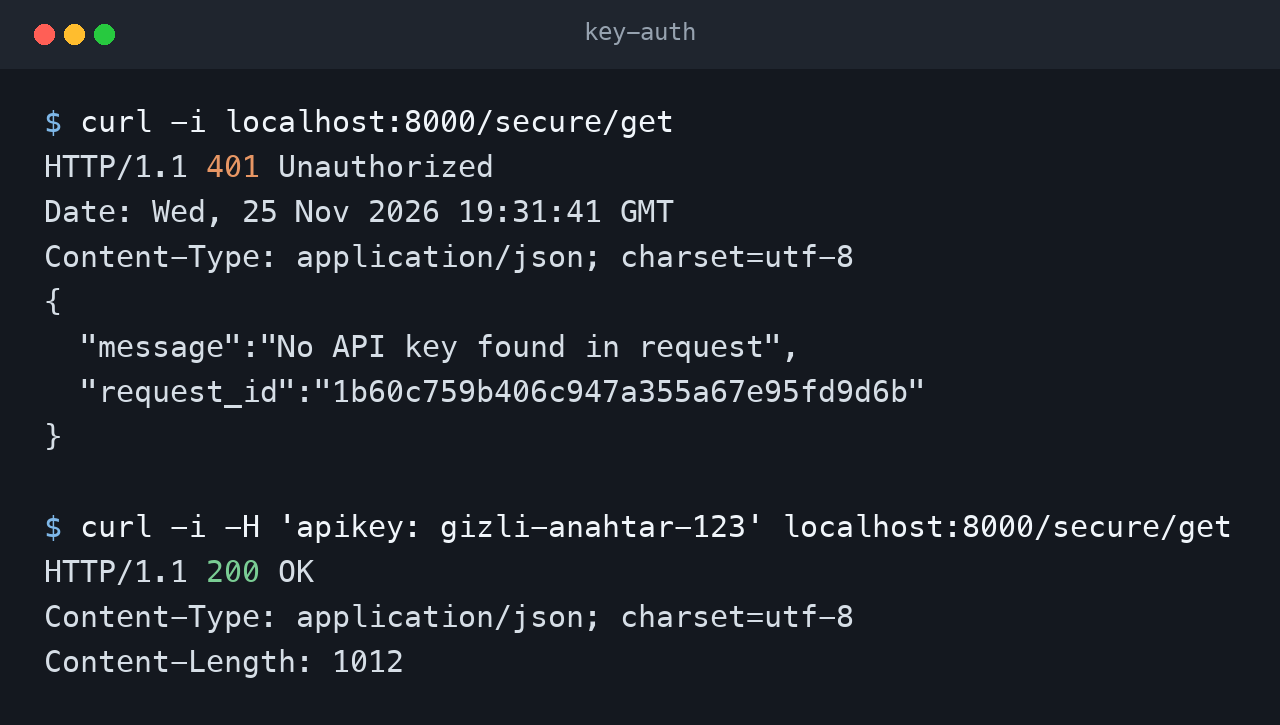 key-auth
$ curl -i localhost:8000/secure/get
HTTP/1.1 401 Unauthorized
Date: Wed, 25 Nov 2026 19:31:41 GMT
Content-Type: application/json; charset=utf-8
{
  "message":"No API key found in request",
  "request_id":"1b60c759b406c947a355a67e95fd9d6b"
}
$ curl -i -H 'apikey: gizli-anahtar-123' localhost:8000/secure/get
HTTP/1.1 200 OK
Content-Type: application/json; charset=utf-8
Content-Length: 1012